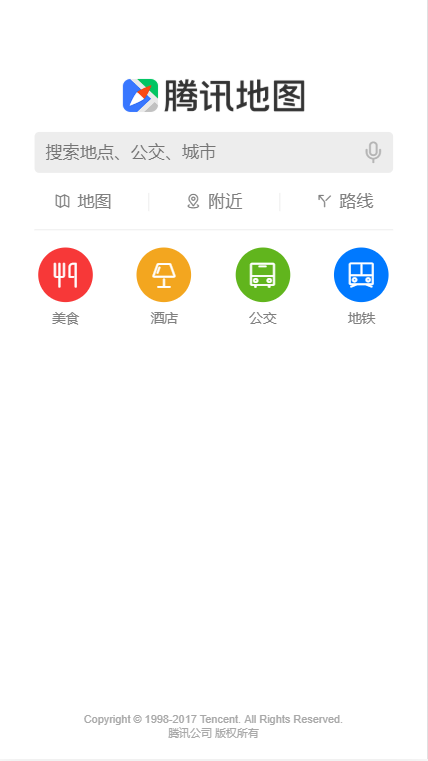 腾讯地图
搜索地点、公交、城市
地图 附近 路线
美食 酒店 公交 地铁
Copyright © 1998-2017 Tencent. All Rights Reserved.
腾讯公司 版权所有